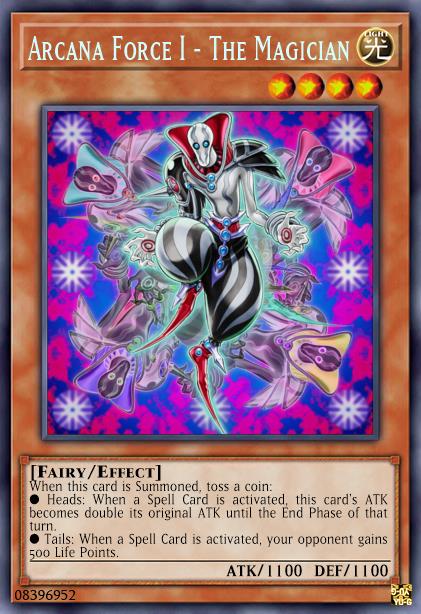 Arcana Force I - The Magician
LIGHT
光
[Fairy/Effect]
When this card is Summoned, toss a coin:
● Heads: When a Spell Card is activated, this card's ATK
becomes double its original ATK until the End Phase of that
turn.
● Tails: When a Spell Card is activated, your opponent gains
500 Life Points.
ATK/1100 DEF/1100
08396952